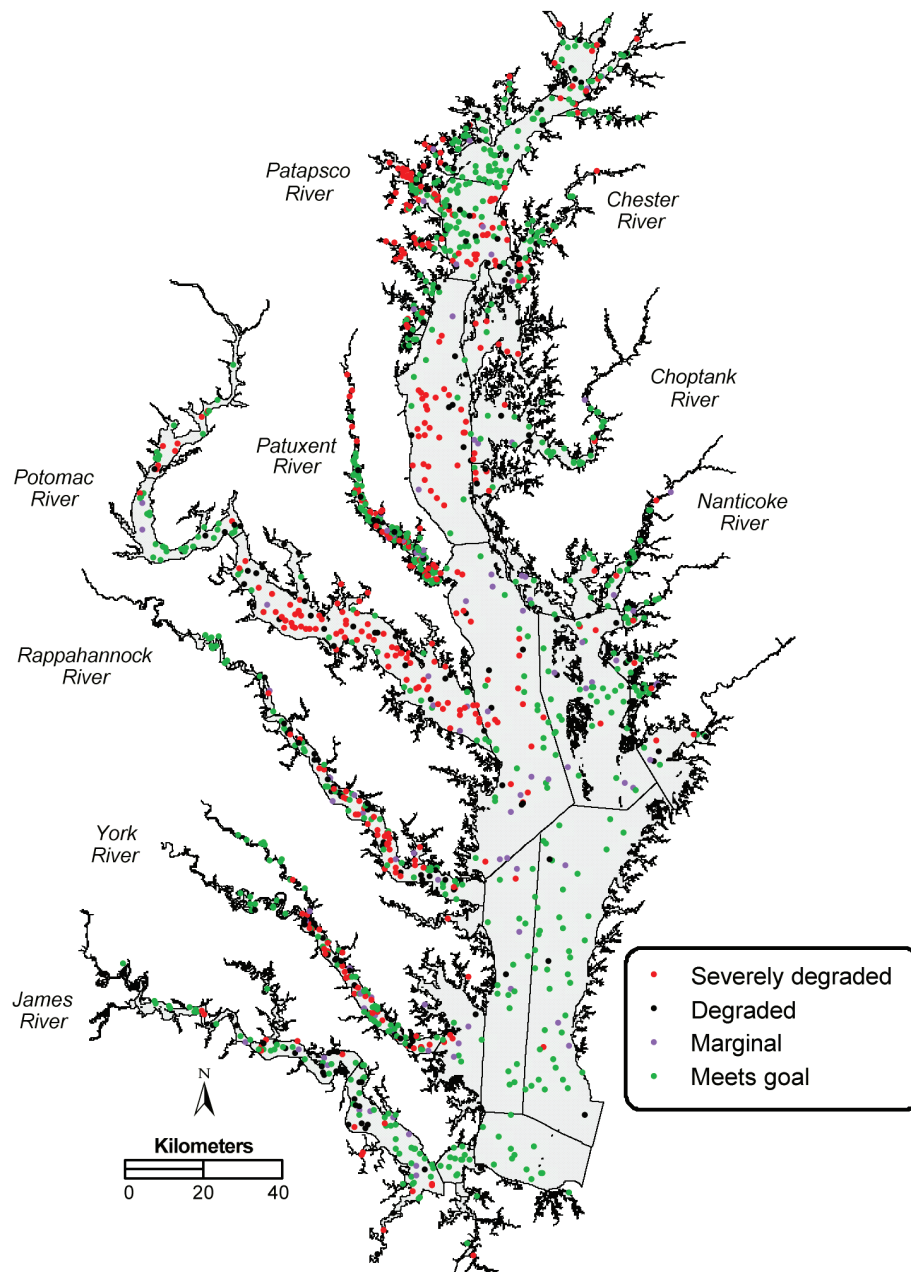 Patapsco
River
Chester
River
Choptank
River
Patuxent
River
Potomac
River
Nanticoke
River
Rappahannock
River
York
River
James
River
N
Kilometers
0 20 40
Severely degraded
Degraded
Marginal
Meets goal